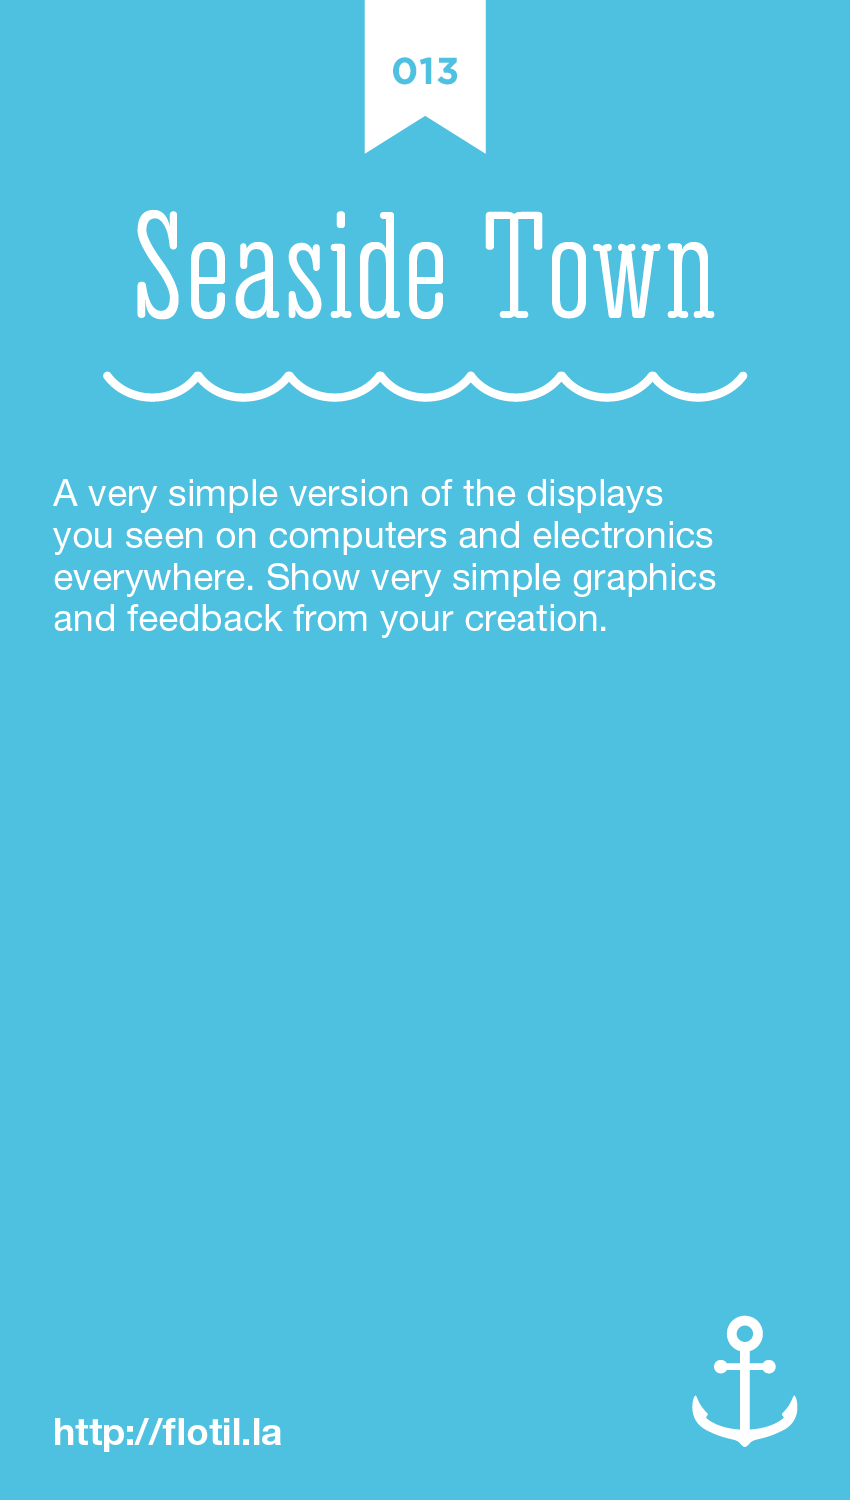 013
Seaside Town
A very simple version of the displays
you seen on computers and electronics
everywhere. Show very simple graphics
and feedback from your creation.
http://flotil.la